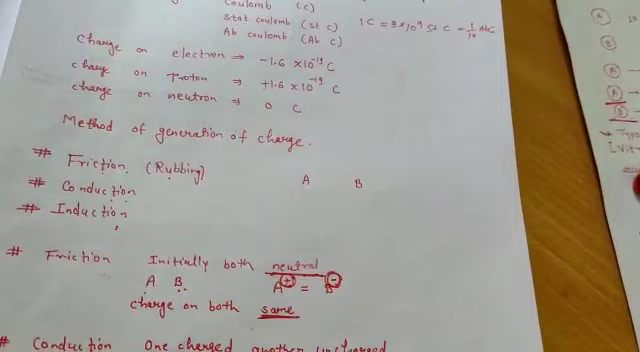 Coulomb (c)
Stat coulomb (st c) 1C = 3×10⁹ St C = 1/10 AbC
Ab coulomb (Ab c)
Charge on electron ⇒ -1.6 ×10⁻¹⁹ C
charge on proton ⇒ +1.6 ×10⁻¹⁹ C
charge on neutron ⇒ 0 C
Method of generation of charge.
# Friction (Rubbing) A B
# Conduction
# Induction
# Friction Initially both neutral
A B A⊕ = B⊖
charge on both same
# Conduction One charged another uncharged